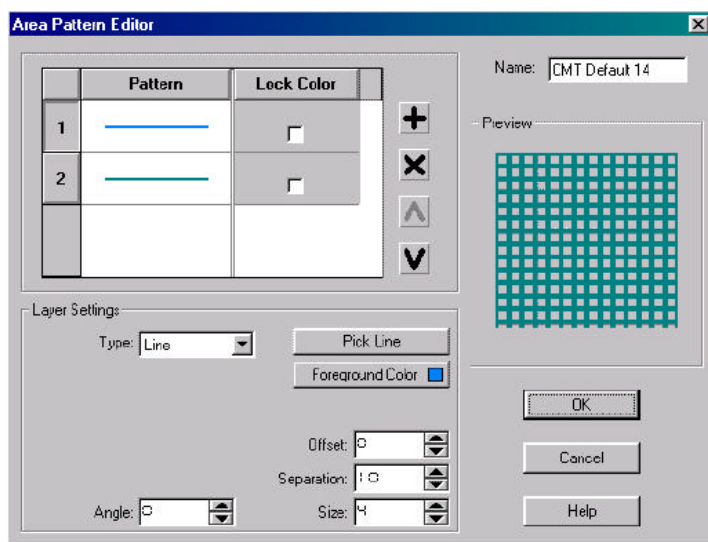 Area Pattern Editor
Pattern Lock Color
1
2
Name: CMT Default 14
Preview
Layer Settings
Type: Line
Pick Line
Foreground Color
Offset: 0
Separation: 10
Angle: 0
Size: 4
OK
Cancel
Help